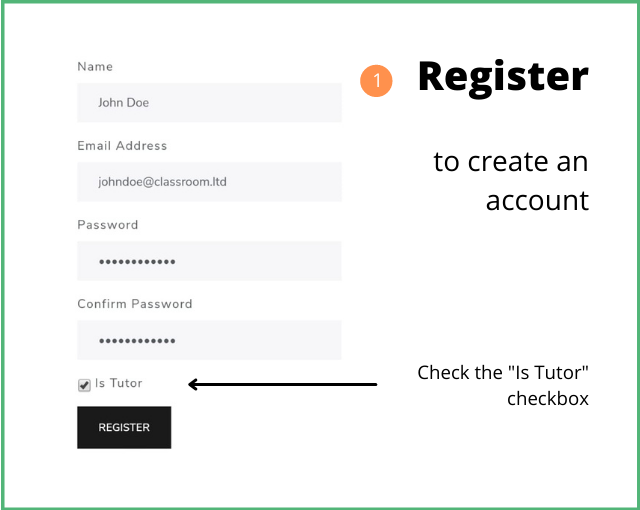 Name
John Doe
Email Address
johndoe@classroom.ltd
Password
••••••••••••
Confirm Password
••••••••••••
Is Tutor
REGISTER
1
Register
to create an
account
Check the "Is Tutor"
checkbox